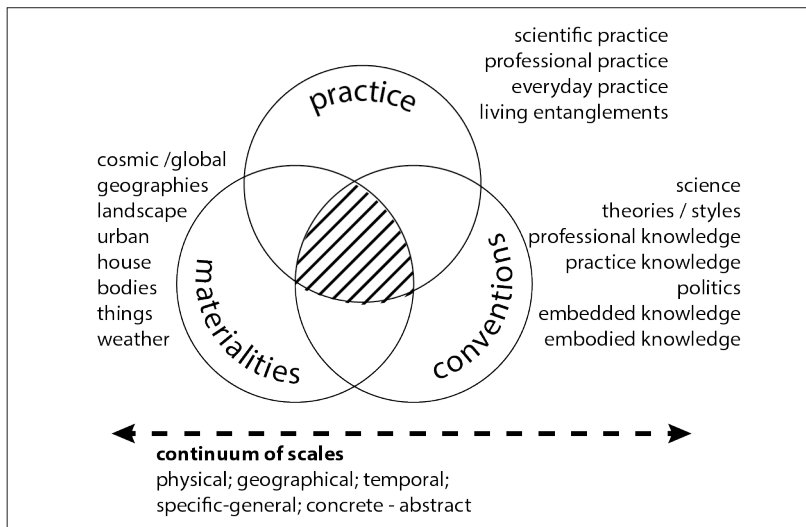 scientific practice
professional practice
everyday practice
living entanglements
practice
cosmic /global
geographies
landscape
urban
house
bodies
things
weather
materialities
science
theories / styles
professional knowledge
practice knowledge
politics
embedded knowledge
embodied knowledge
conventions
continuum of scales
physical; geographical; temporal;
specific-general; concrete - abstract